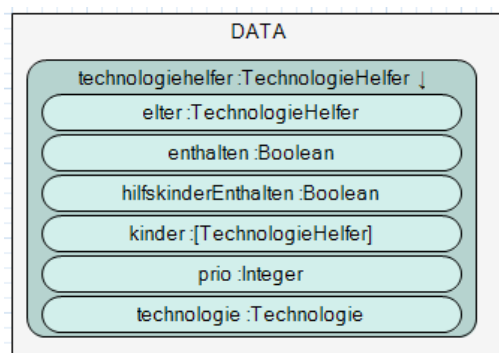 DATA
technologiehelfer :TechnologieHelfer ↓
elter :TechnologieHelfer
enthalten :Boolean
hilfskinderEnthalten :Boolean
kinder :[TechnologieHelfer]
prio :Integer
technologie :Technologie